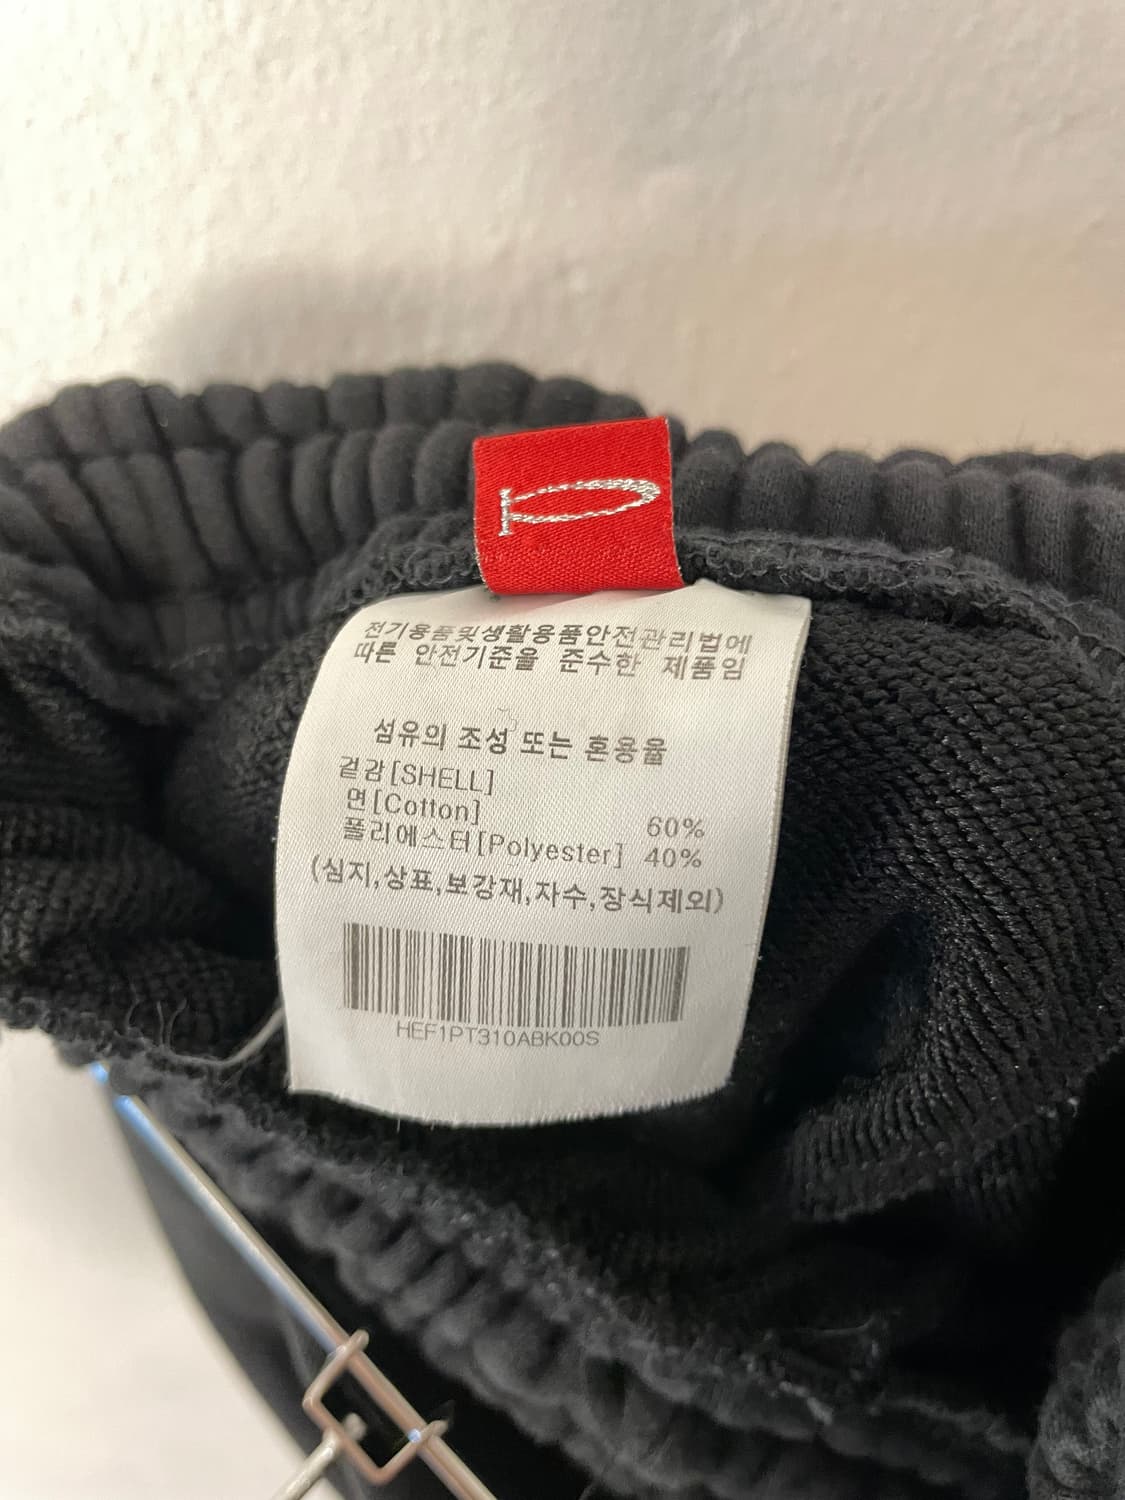 전기용품및생활용품안전관리법에
따른 안전기준을 준수한 제품임
섬유의 조성 또는 혼용율
겉감[SHELL]
면[Cotton] 60%
폴리에스터[Polyester] 40%
(심지,상표,보강재,자수,장식제외)
HEF1PT310ABK00S